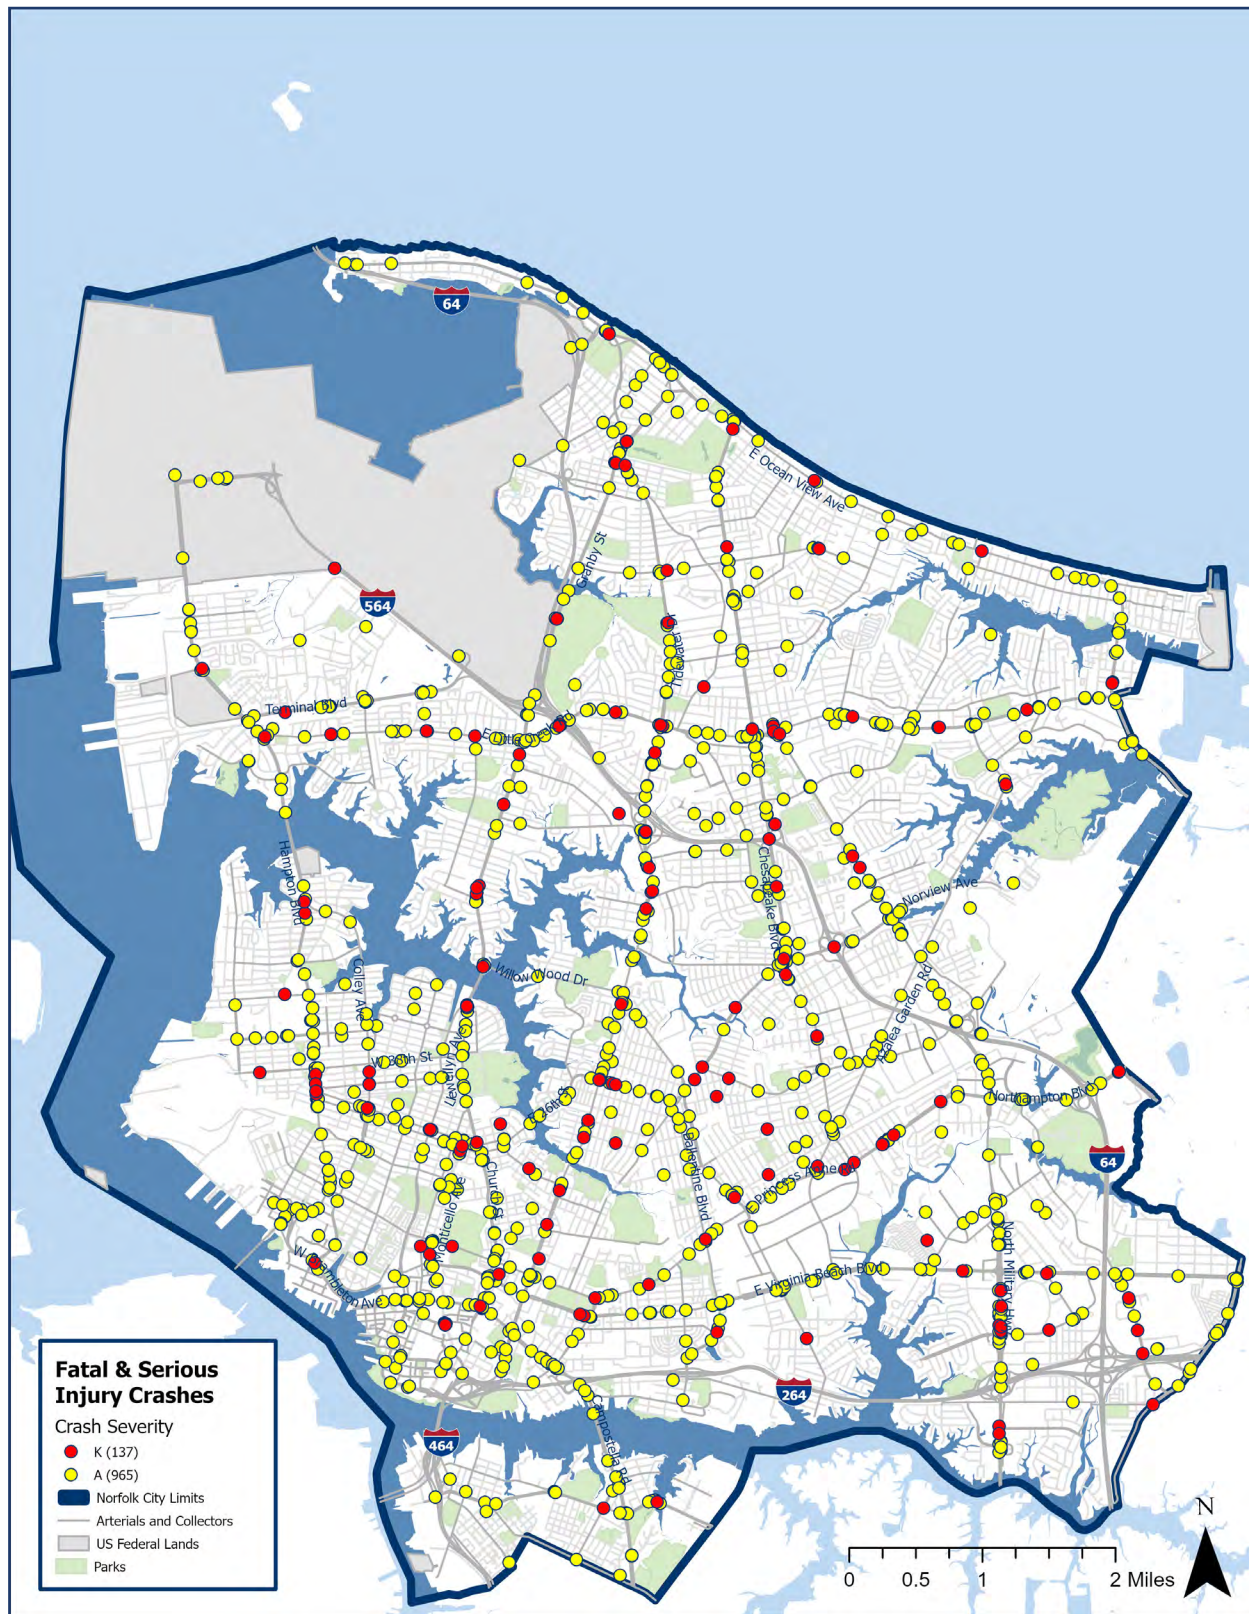 64
E Ocean View Ave
Granby St
564
Tidewater Dr
Terminal Blvd
E Little Creek Rd
Hampton Blvd
Chesapeake Blvd
Norview Ave
Colley Ave
Willow Wood Dr
Azalea Garden Rd
W 38th St
Llewellyn Ave
E 26th St
Northampton Blvd
Ballentine Blvd
64
E Princess Anne Rd
Church St
Monticello Ave
North Military Hwy
W Brambleton Ave
E Virginia Beach Blvd
264
Campostella Rd
464
Fatal & Serious
Injury Crashes
Crash Severity
K (137)
A (965)
Norfolk City Limits
Arterials and Collectors
US Federal Lands
Parks
N
0 0.5 1 2 Miles